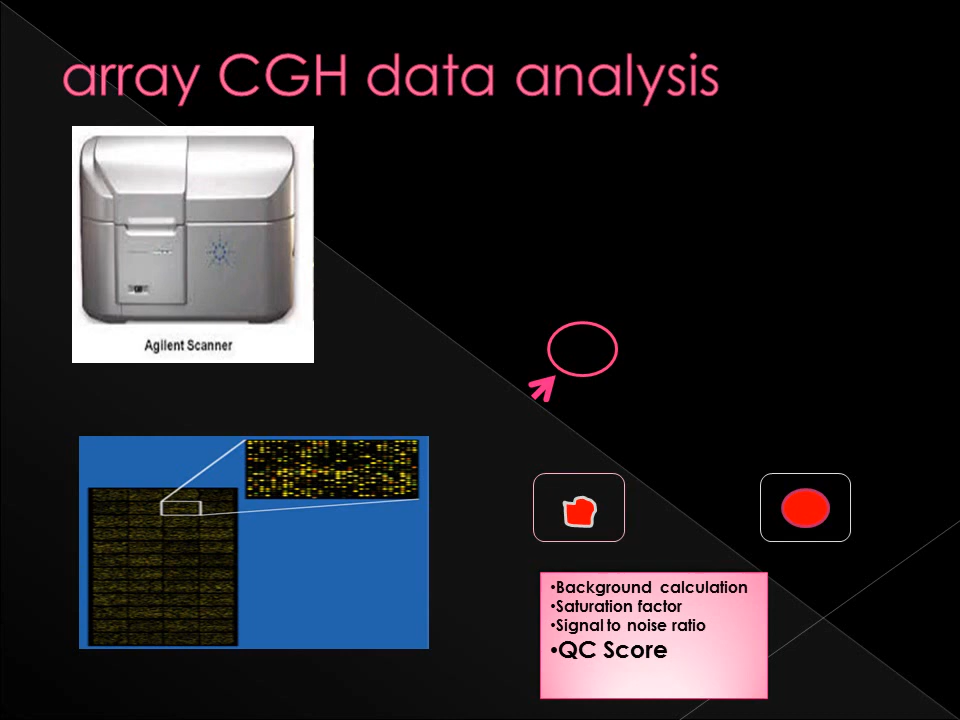 array CGH data analysis
Agilent Scanner
•Background calculation
•Saturation factor
•Signal to noise ratio
•QC Score